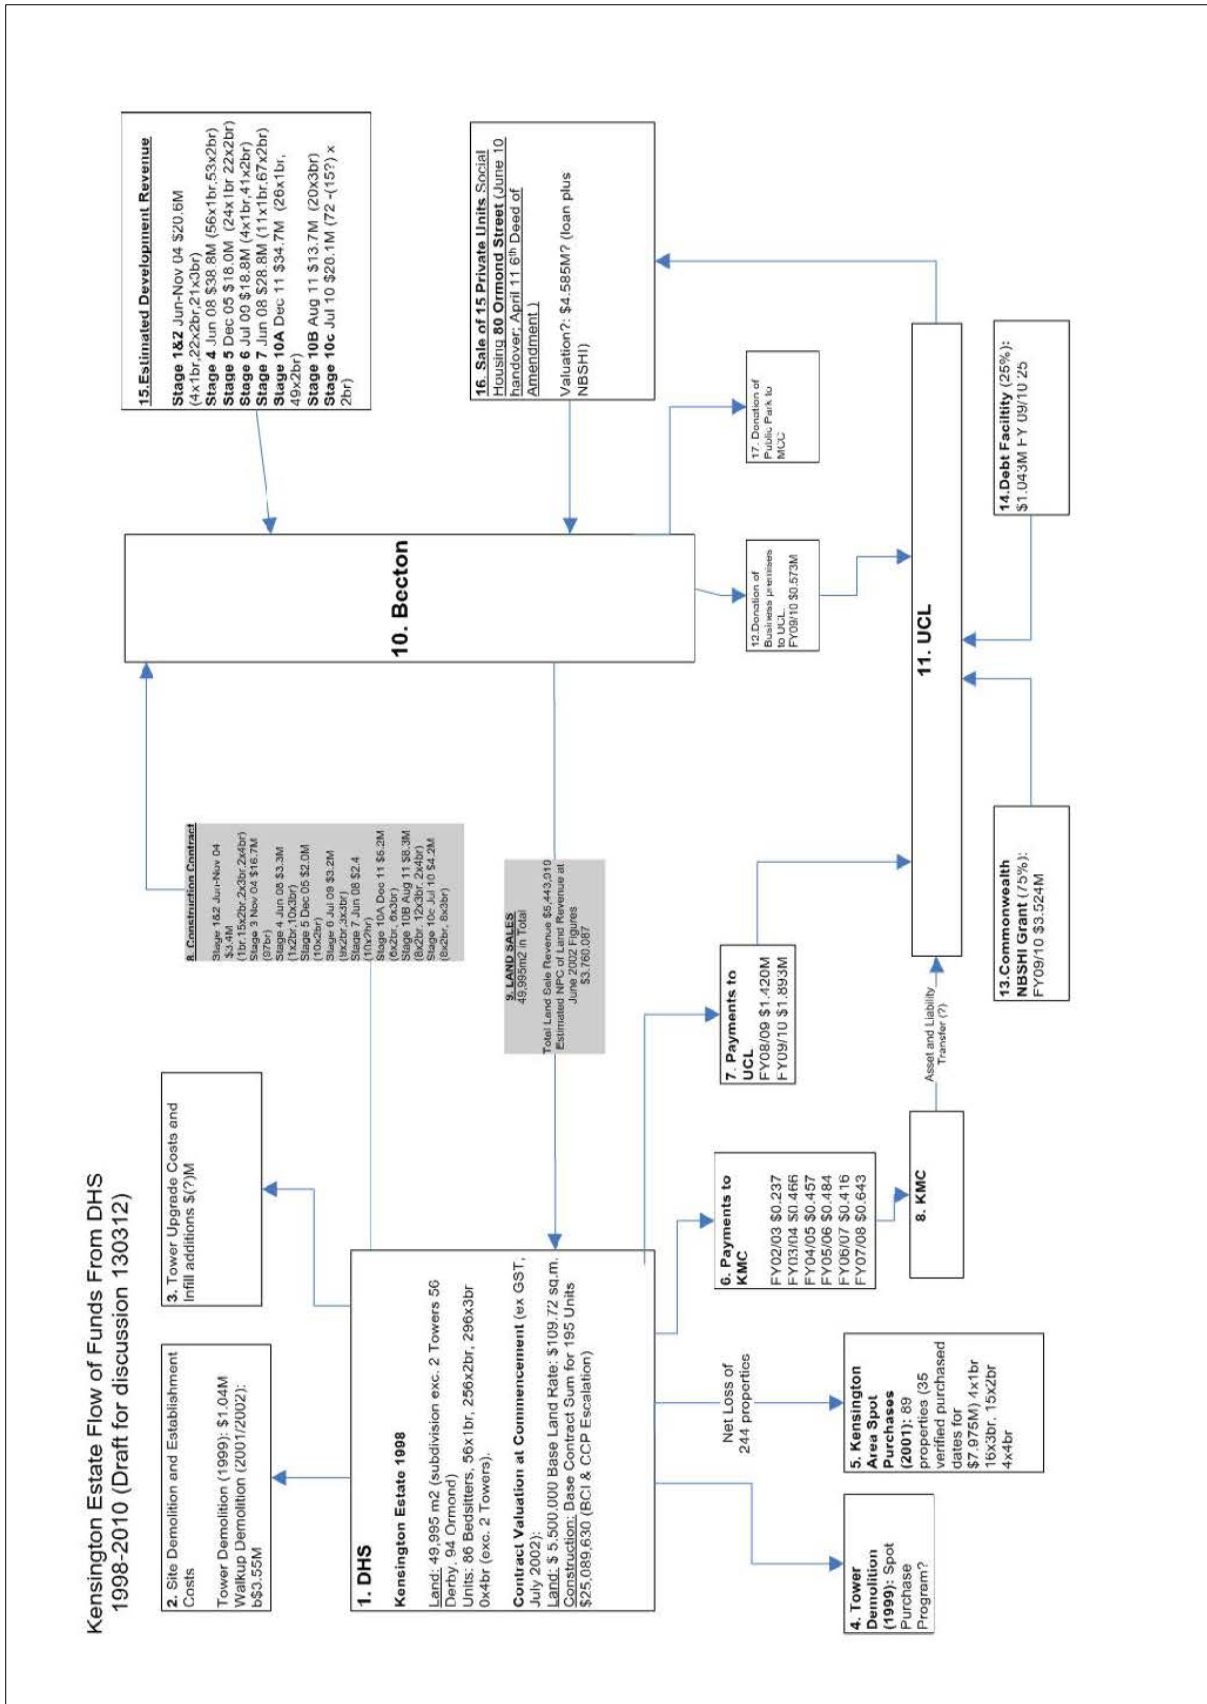 Kensington Estate Flow of Funds From DHS
1998-2010 (Draft for discussion 130312)
2. Site Demolition and Establishment
Costs
Tower Demolition (1999): $1.04M
Walkup Demolition (2001/2002):
b$3.55M
3. Tower Upgrade Costs and
Infill additions $(?)M
8. Construction Contract
Stage 1&2 Jun-Nov 04
$3.4M
(1br,15x2br,2x3br,2x4br)
Stage 3 Nov 04 $16.7M
(97br)
Stage 4 Jun 08 $3.3M
(1x2br,10x3br)
Stage 5 Dec 05 $2.0M
(10x2br)
Stage 6 Jul 09 $3.2M
(9x2br,3x3br)
Stage 7 Jun 08 $2.4
(10x2br)
Stage 10A Dec 11 $5.2M
(6x2br, 6x3br)
Stage 10B Aug 11 $8.3M
(8x2br, 12x3br, 2x4br)
Stage 10c Jul 10 $4.2M
(8x2br, 8x3br)
10. Becton
15.Estimated Development Revenue
Stage 1&2 Jun-Nov 04 $20.6M
(4x1br,22x2br,21x3br)
Stage 4 Jun 08 $38.8M (56x1br,53x2br)
Stage 5 Dec 05 $18.0M (24x1br 22x2br)
Stage 6 Jul 09 $18.8M (4x1br,41x2br)
Stage 7 Jun 08 $28.8M (11x1br,67x2br)
Stage 10A Dec 11 $34.7M (26x1br,
49x2br)
Stage 10B Aug 11 $13.7M (20x3br)
Stage 10c Jul 10 $20.1M (72 -(15?) x
2br)
1. DHS
Kensington Estate 1998
Land: 49,995 m2 (subdivision exc. 2 Towers 56
Derby, 94 Ormond)
Units: 86 Bedsitters, 56x1br, 256x2br, 296x3br
0x4br (exc. 2 Towers).
Contract Valuation at Commencement (ex GST,
July 2002):
Land: $ 5,500,000 Base Land Rate: $109.72 sq.m.
Construction: Base Contract Sum for 195 Units
$25,089,630 (BCI & CCP Escalation)
9. LAND SALES
49,995m2 in Total
Total Land Sale Revenue $5,443,010
Estimated NPC of Land Revenue at
June 2002 Figures
$3,760,087
16. Sale of 15 Private Units Social
Housing 80 Ormond Street (June 10
handover; April 11 6th Deed of
Amendment )
Valuation?: $4.585M? (loan plus
NBSHI)
Net Loss of
244 properties
4. Tower
Demolition
(1999): Spot
Purchase
Program?
5. Kensington
Area Spot
Purchases
(2001): 89
properties (35
verified purchased
dates for
$7.975M) 4x1br
16x3br, 15x2br
4x4br
6. Payments to
KMC
FY02/03 $0.237
FY03/04 $0.466
FY04/05 $0.457
FY05/06 $0.484
FY06/07 $0.416
FY07/08 $0.643
7. Payments to
UCL
FY08/09 $1.420M
FY09/10 $1.893M
12.Donation of
Business premises
to UCL.
FY09/10 $0.573M
17. Donation of
Public Park to
MCC
8. KMC
Asset and Liability
Transfer (?)
11. UCL
13.Commonwealth
NBSHI Grant (75%):
FY09/10 $3.524M
14.Debt Faciltity (25%):
$1.043M FY 09/10 25